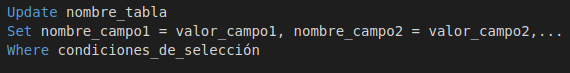 Update nombre_tabla
Set nombre_campo1 = valor_campo1, nombre_campo2 = valor_campo2,...
Where condiciones_de_selección